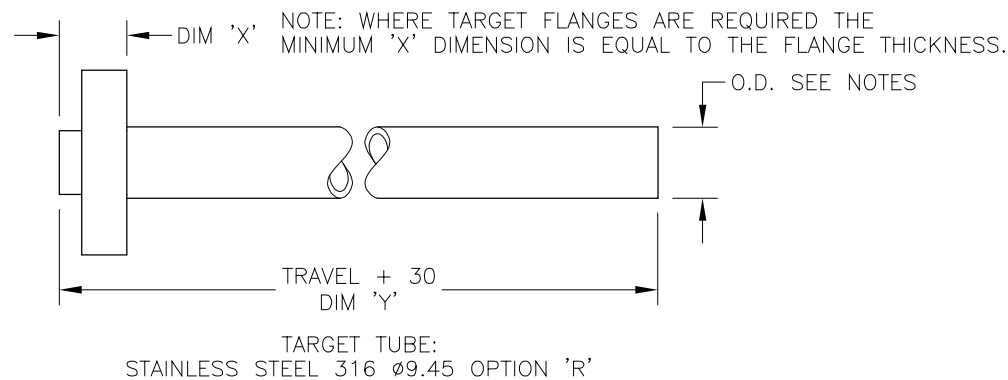 DIM 'X'
NOTE: WHERE TARGET FLANGES ARE REQUIRED THE
MINIMUM 'X' DIMENSION IS EQUAL TO THE FLANGE THICKNESS.
O.D. SEE NOTES
TRAVEL + 30
DIM 'Y'
TARGET TUBE:
STAINLESS STEEL 316 Ø9.45 OPTION 'R'